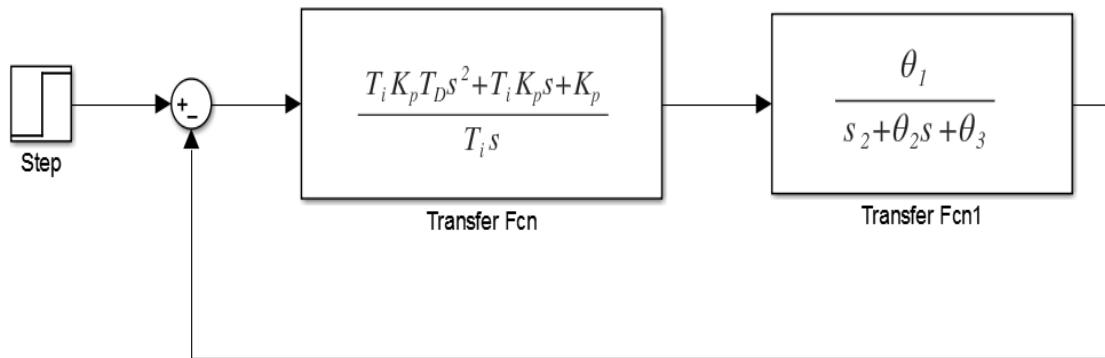 T_i K_p T_D s^2+T_i K_p s+K_p
T_i s
θ_1
s_2+θ_2 s+θ_3
+
-
Step
Transfer Fcn
Transfer Fcn1